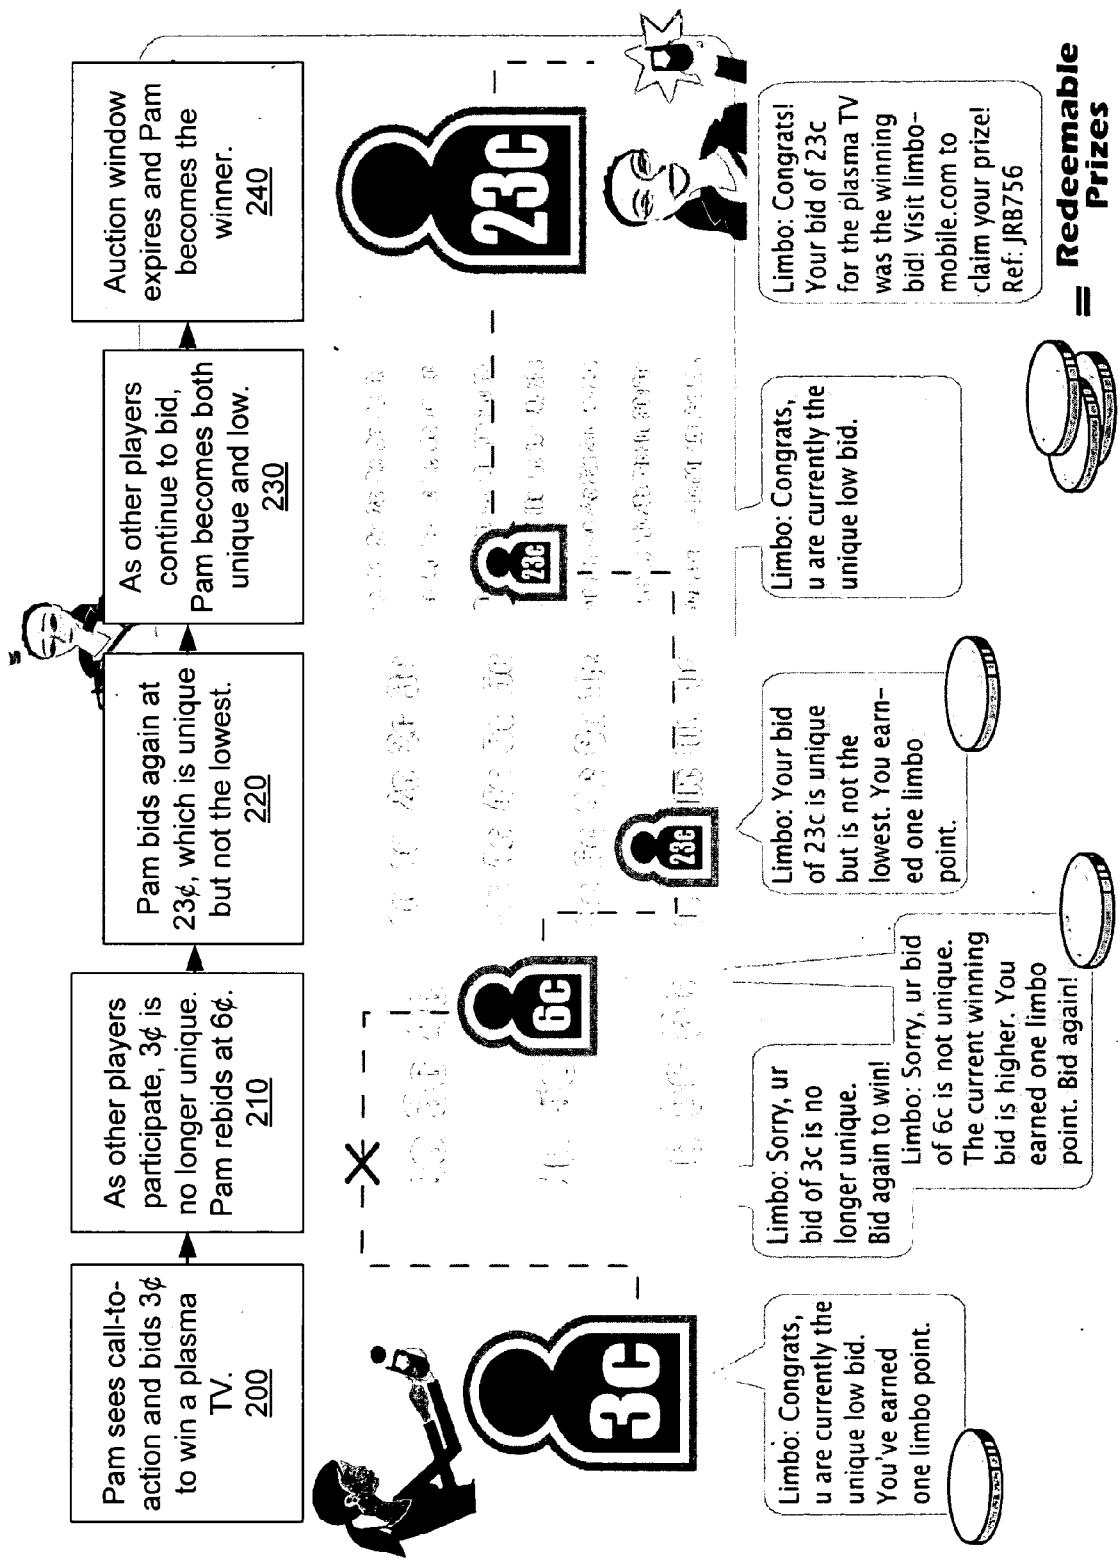 Pam sees call-to-
action and bids 3¢
to win a plasma
TV.
200
As other players
participate, 3¢ is
no longer unique.
Pam rebids at 6¢.
210
Pam bids again at
23¢, which is unique
but not the lowest.
220
As other players
continue to bid,
Pam becomes both
unique and low.
230
Auction window
expires and Pam
becomes the
winner.
240
3C
6C
23C
23C
23C
Limbo: Congrats,
u are currently the
unique low bid.
You've earned
one limbo point.
Limbo: Sorry, ur
bid of 3c is no
longer unique.
Bid again to win!
Limbo: Sorry, ur bid
of 6c is not unique.
The current winning
bid is higher. You
earned one limbo
point. Bid again!
Limbo: Your bid
of 23c is unique
but is not the
lowest. You earn-
ed one limbo
point.
Limbo: Congrats,
u are currently the
unique low bid.
Limbo: Congrats!
Your bid of 23c
for the plasma TV
was the winning
bid! Visit limbo-
mobile.com to
claim your prize!
Ref: JRB756
= Redeemable
Prizes